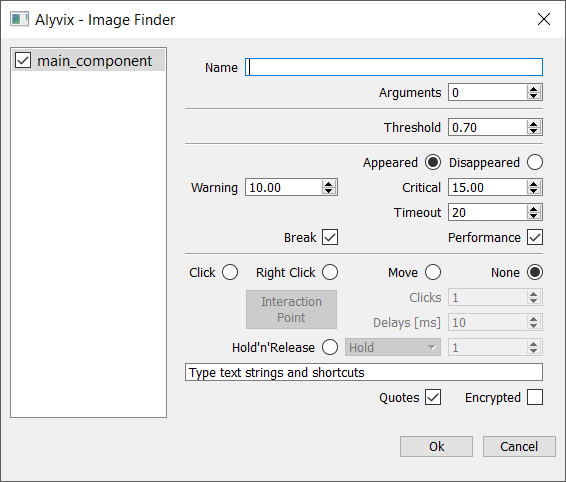 Alyvix - Image Finder
main_component
Name
Arguments 0
Threshold 0.70
Appeared Disappeared
Warning 10.00 Critical 15.00
Timeout 20
Break Performance
Click Right Click Move None
Interaction
Point
Clicks 1
Delays [ms] 10
Hold'n'Release Hold 1
Type text strings and shortcuts
Quotes Encrypted
Ok Cancel